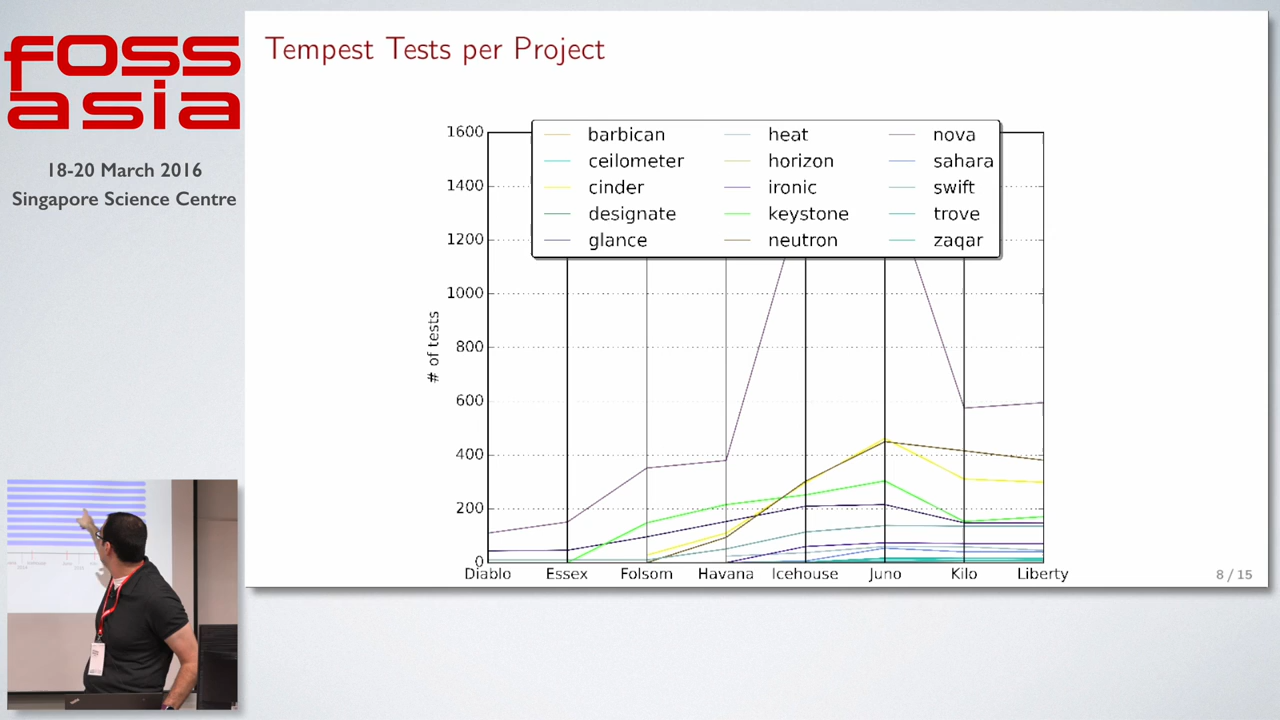 foss
asia
18-20 March 2016
Singapore Science Centre
Tempest Tests per Project
barbican
ceilometer
cinder
designate
glance
heat
horizon
ironic
keystone
neutron
nova
sahara
swift
trove
zaqar
# of tests
1600
1400
1200
1000
800
600
400
200
0
Diablo Essex Folsom Havana Icehouse Juno Kilo Liberty
8 / 15